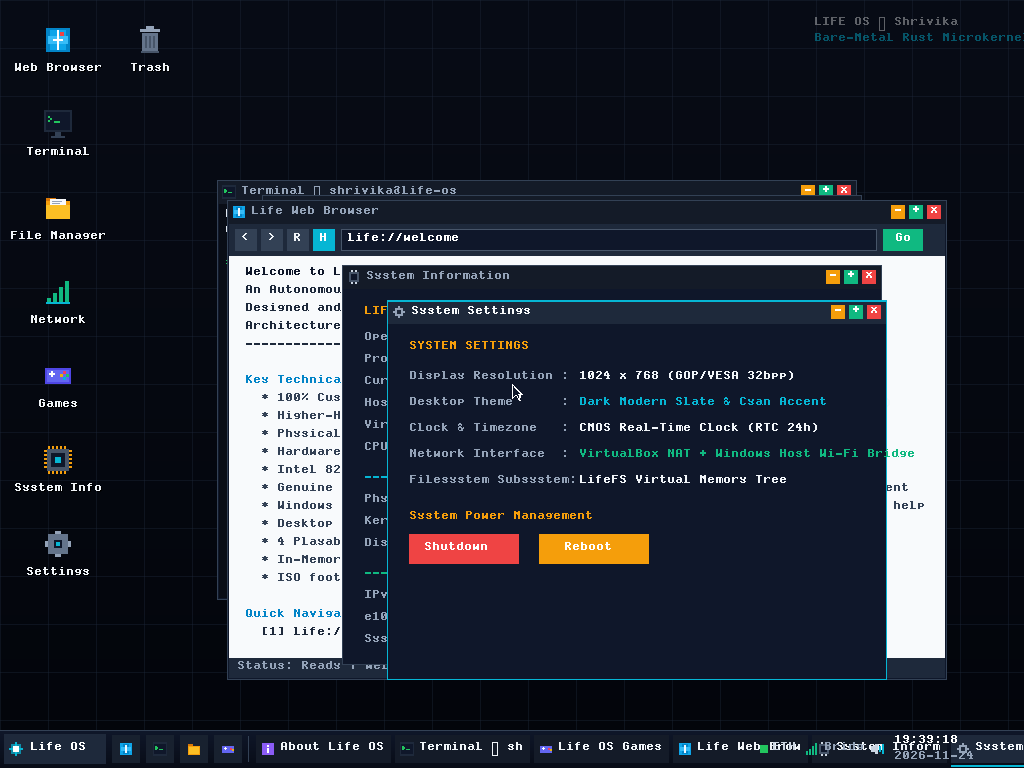 LIFE OS ▯ Shrivika
Bare-Metal Rust Microkerne
Web Browser
Trash
Terminal
File Manager
Network
Games
System Info
Settings
Terminal ▯ shrivika@life-os
Life Web Browser
< > R H life://welcome Go
Welcome to L
An Autonomou
Designed and
Architecture
Key Technica
* 100% Cus
* Higher-H
* Physical
* Hardware
* Intel 82
* Genuine
* Windows
* Desktop
* 4 Playab
* In-Memor
* ISO foot
ent
help
Quick Naviga
[1] life:/
Status: Ready
System Information
LIF
Ope
Pro
Cur
Hos
Vir
CPU
Phy
Ker
Dis
IPv
e10
Sys
System Settings
SYSTEM SETTINGS
Display Resolution : 1024 x 768 (GOP/VESA 32bpp)
Desktop Theme : Dark Modern Slate & Cyan Accent
Clock & Timezone : CMOS Real-Time Clock (RTC 24h)
Network Interface : VirtualBox NAT + Windows Host Wi-Fi Bridge
Filesystem Subsystem: LifeFS Virtual Memory Tree
System Power Management
Shutdown Reboot
Life OS
About Life OS
Terminal ▯ sh
Life OS Games
Life Web
System Inform
System
19:39:18
2026-11-24